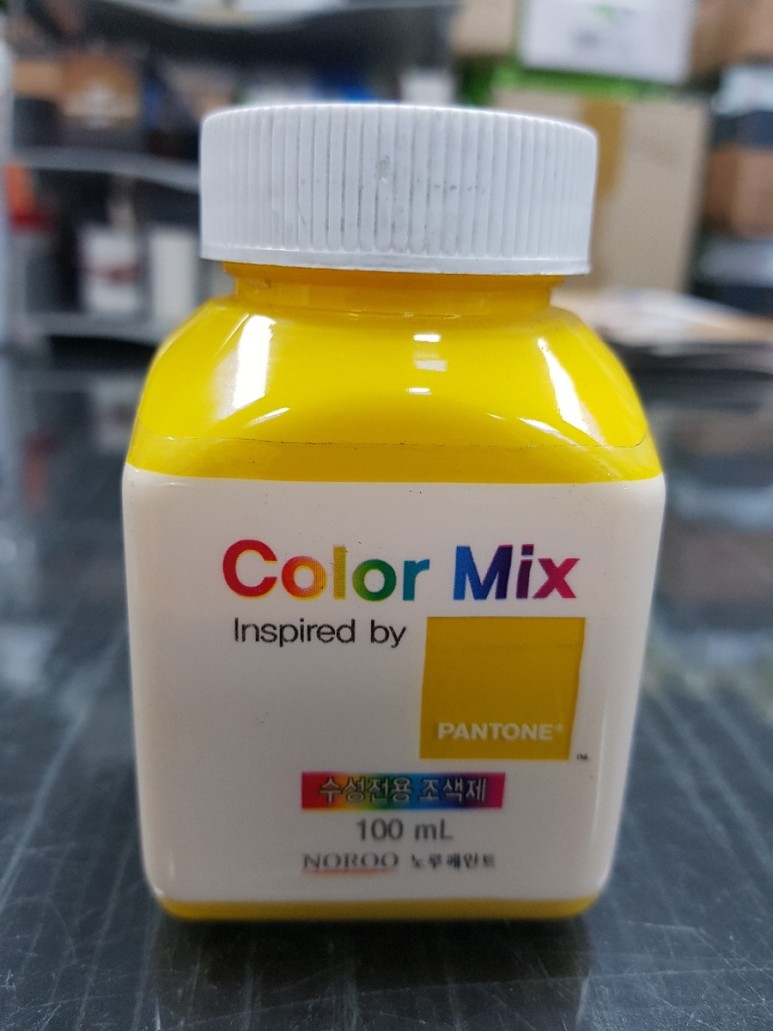 Color Mix
Inspired by
PANTONE®
™
수성전용 조색제
100 mL
NOROO 노루페인트